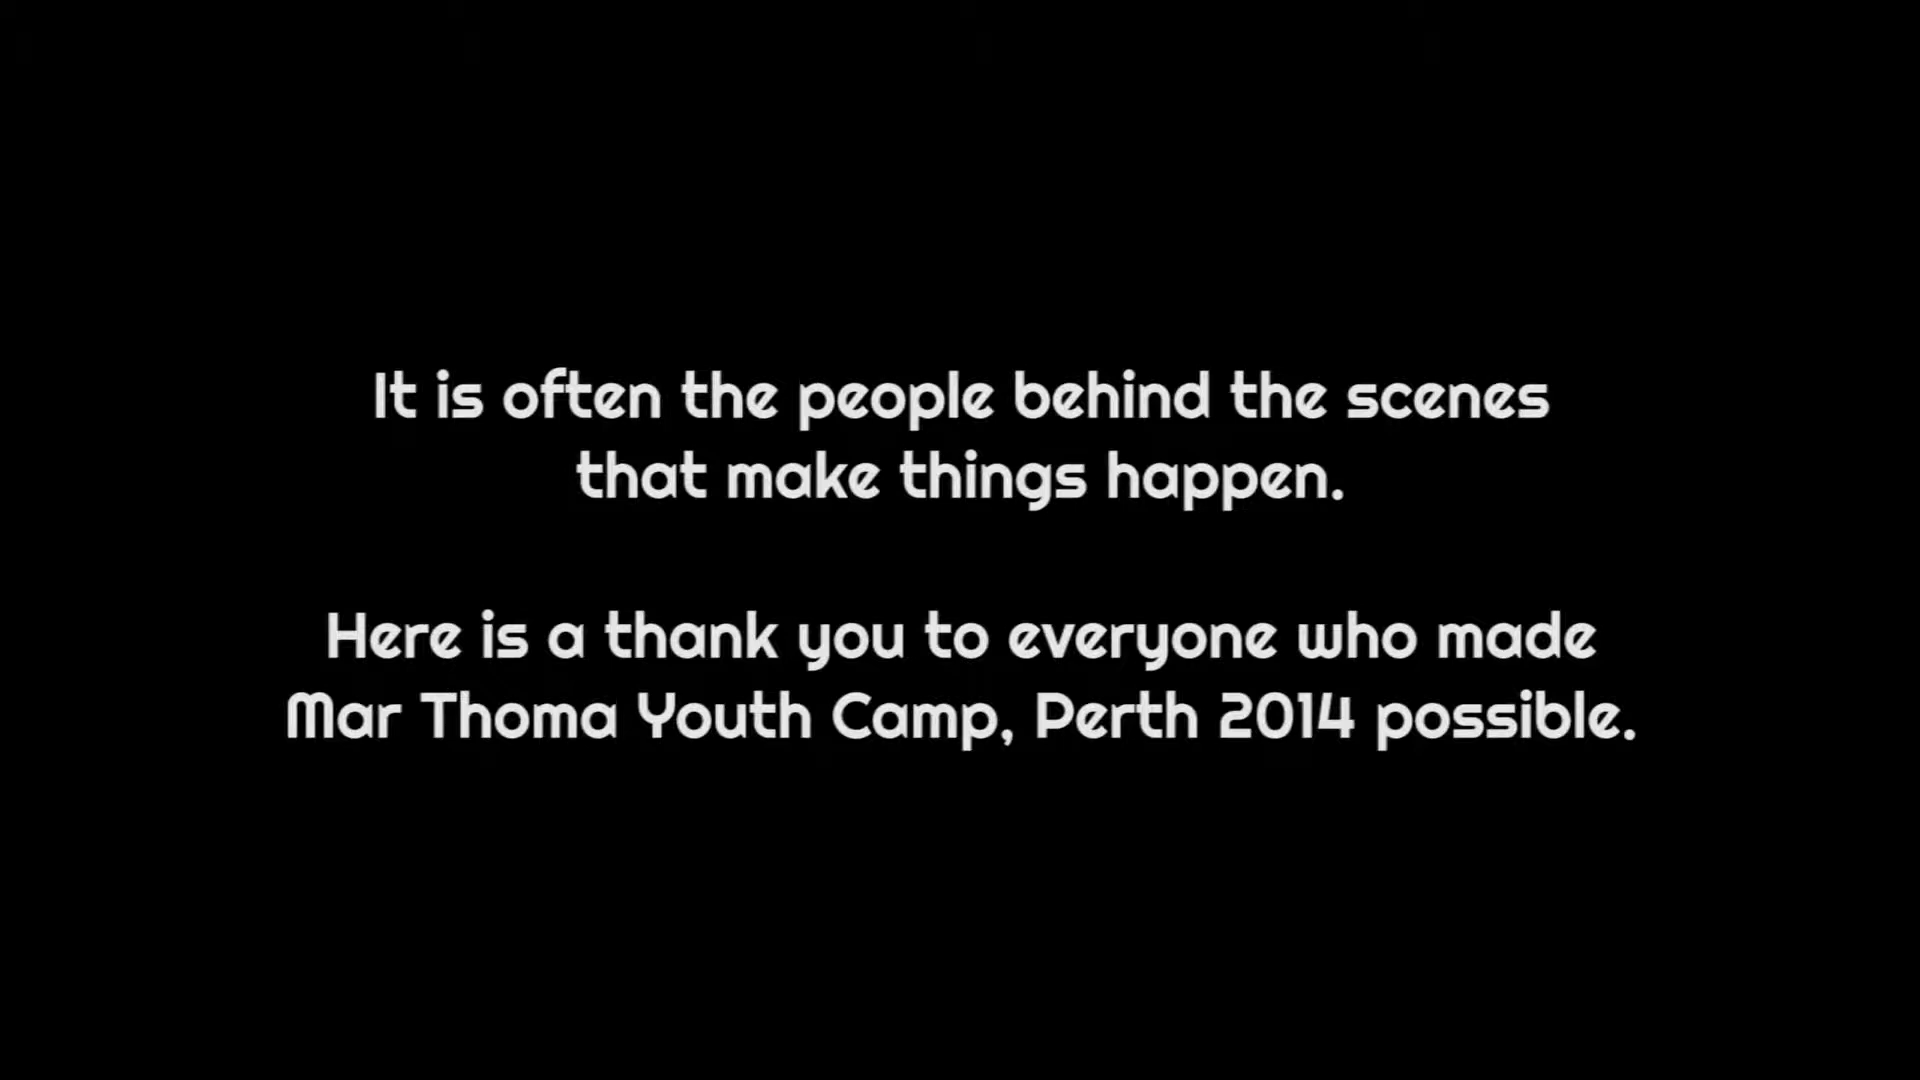 It is often the people behind the scenes
that make things happen.
Here is a thank you to everyone who made
Mar Thoma Youth Camp, Perth 2014 possible.